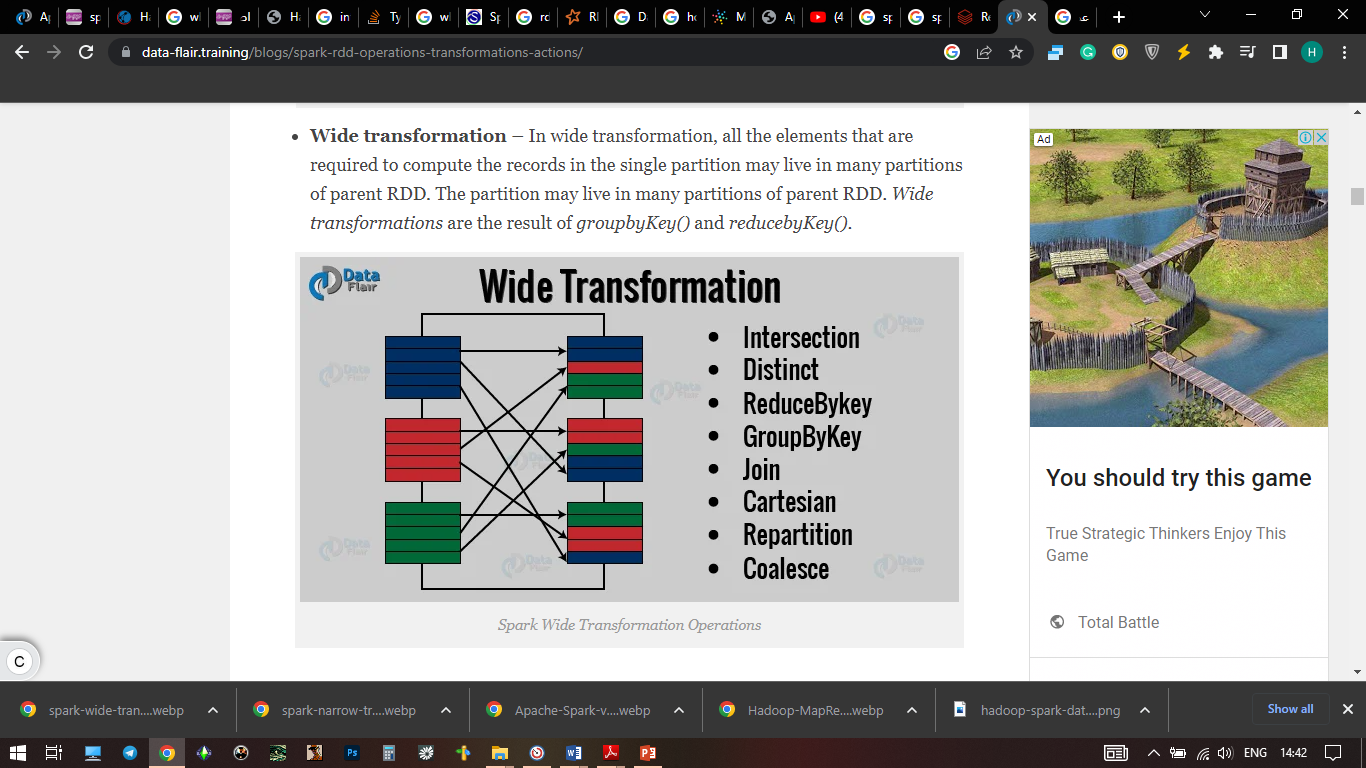 data-flair.training/blogs/spark-rdd-operations-transformations-actions/
H
Wide transformation – In wide transformation, all the elements that are
required to compute the records in the single partition may live in many partitions
of parent RDD. The partition may live in many partitions of parent RDD. Wide
transformations are the result of groupbyKey() and reducebyKey().
Data
Flair
Wide Transformation
Intersection
Distinct
ReduceBykey
GroupByKey
Join
Cartesian
Repartition
Coalesce
Spark Wide Transformation Operations
Ad
You should try this game
True Strategic Thinkers Enjoy This
Game
Total Battle
C
spark-wide-tran....webp
spark-narrow-tr....webp
Apache-Spark-v....webp
Hadoop-MapRe....webp
hadoop-spark-dat....png
Show all
ENG
14:42